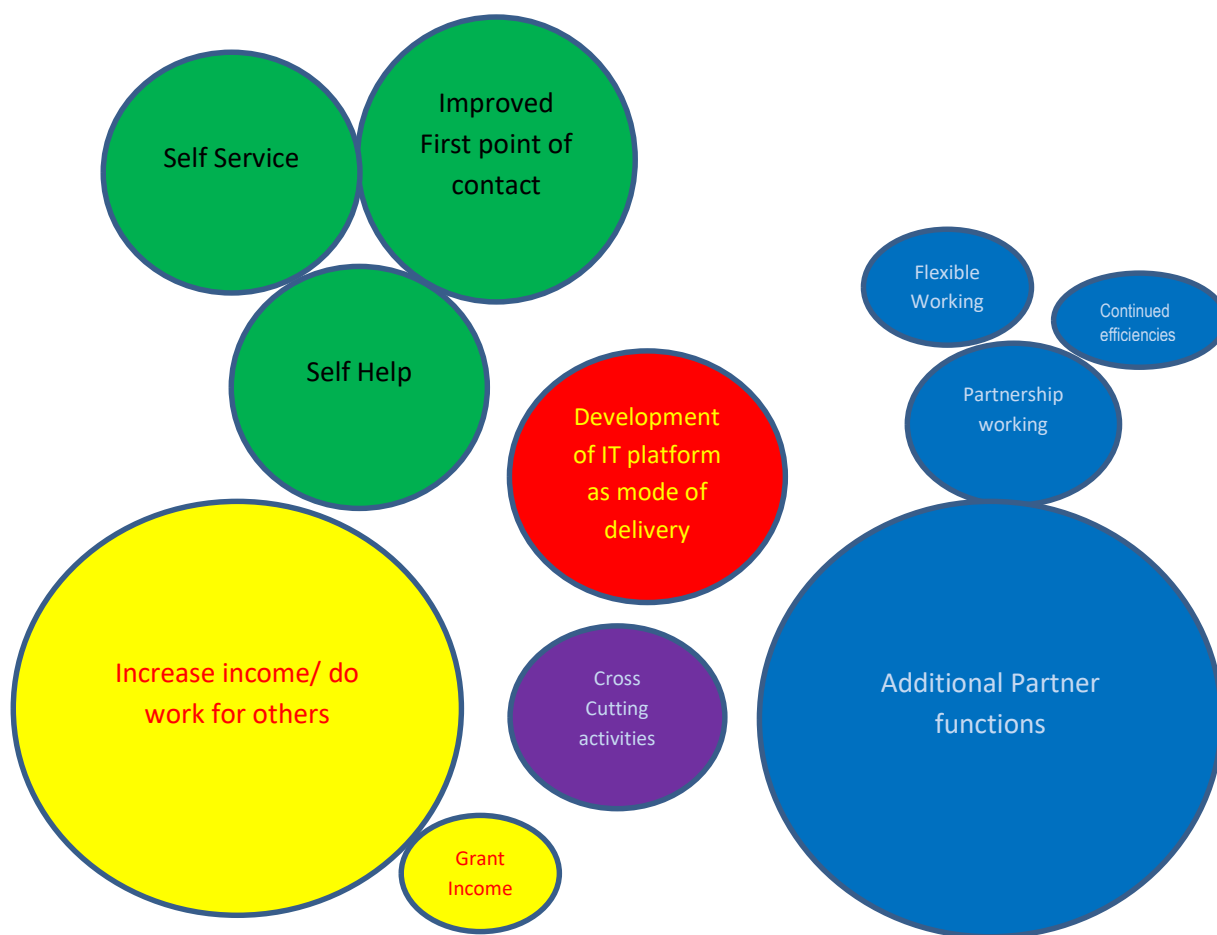 Improved
First point of
contact
Self Service
Self Help
Flexible
Working
Continued
efficiencies
Partnership
working
Development
of IT platform
as mode of
delivery
Increase income/ do
work for others
Cross
Cutting
activities
Additional Partner
functions
Grant
Income